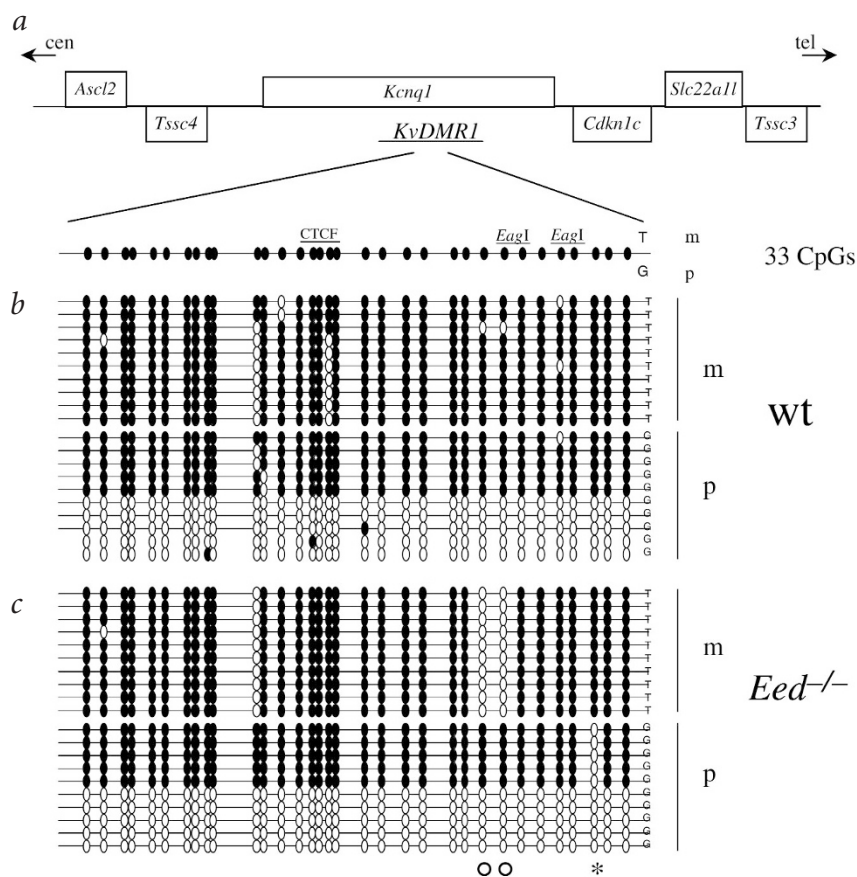 a
cen
tel
Ascl2
Kcnq1
Slc22a1l
Tssc4
KvDMR1
Cdkn1c
Tssc3
CTCF
EagI
EagI
T m
33 CpGs
G p
b
T
T
T
T
T
T
T
T
T
T
m
wt
G
G
G
G
G
G
G
G
G
G
p
c
T
T
T
T
T
T
T
T
T
T
m
Eed–/–
G
G
G
G
G
G
G
G
G
G
p
*